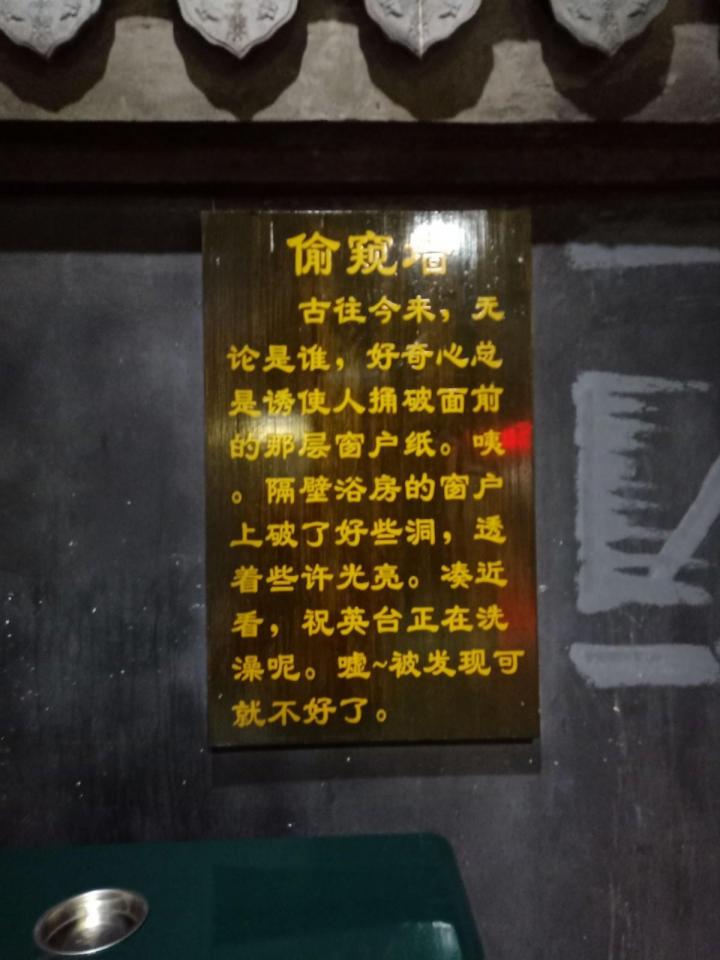 偷窥墙
古往今来，无
论是谁，好奇心总
是诱使人捅破面前
的那层窗户纸。咦
。隔壁浴房的窗户
上破了好些洞，透
着些许光亮。凑近
看，祝英台正在洗
澡呢。嘘~被发现可
就不好了。